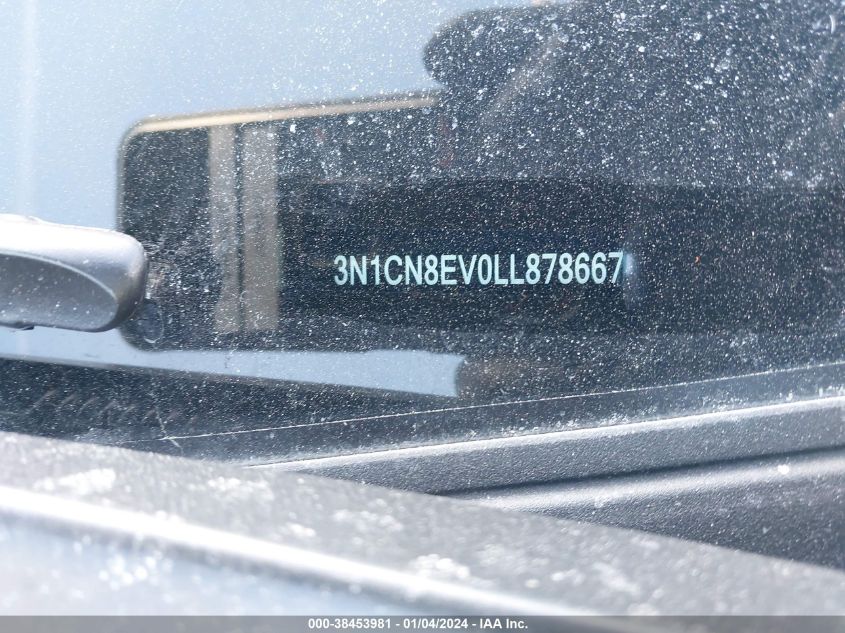 3N1CN8EV0LL878667
000-38453981 - 01/04/2024 - IAA Inc.